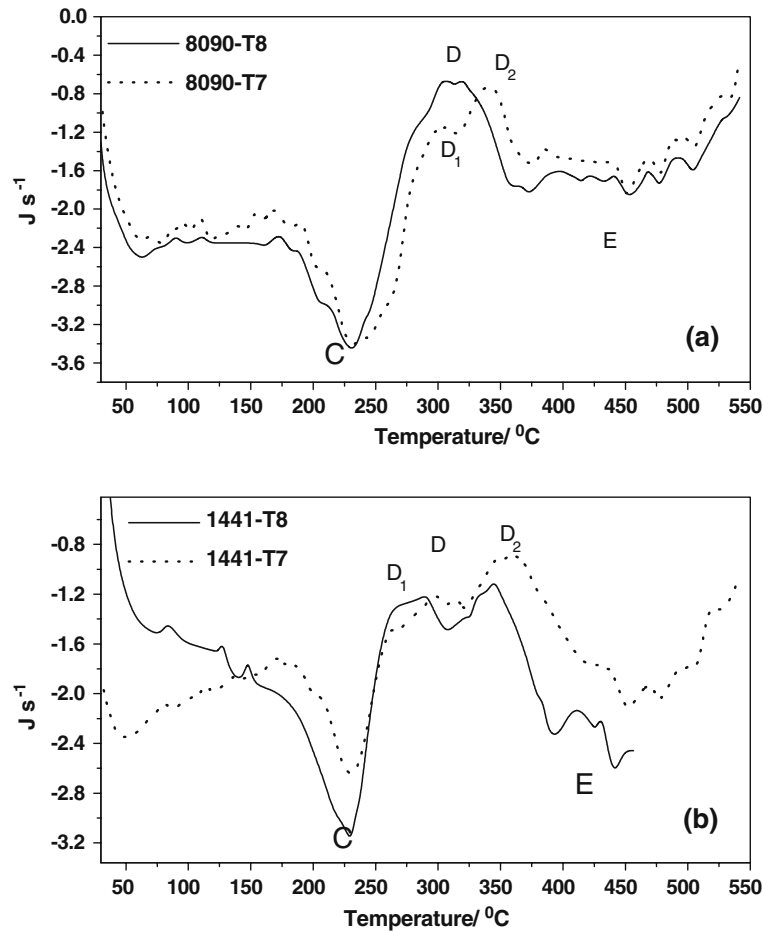 0.0
-0.4
-0.8
-1.2
-1.6
-2.0
-2.4
-2.8
-3.2
-3.6
J s⁻¹
8090-T8
8090-T7
D
D₂
D₁
E
C
(a)
50 100 150 200 250 300 350 400 450 500 550
Temperature/ ⁰C
-0.8
-1.2
-1.6
-2.0
-2.4
-2.8
-3.2
J s⁻¹
1441-T8
1441-T7
D
D₂
D₁
E
C
(b)
50 100 150 200 250 300 350 400 450 500 550
Temperature/ ⁰C